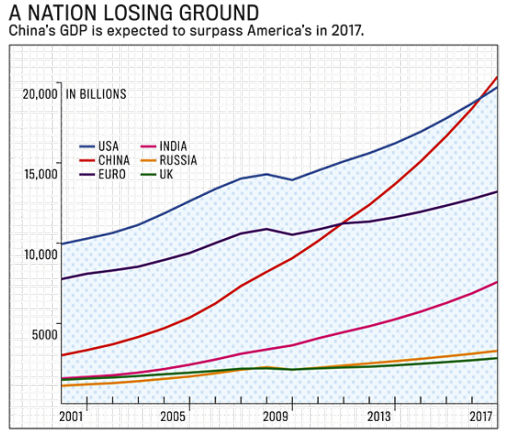 A NATION LOSING GROUND
China's GDP is expected to surpass America's in 2017.
20,000 IN BILLIONS
USA INDIA
CHINA RUSSIA
15,000 EURO UK
10,000
5000
2001 2005 2009 2013 2017